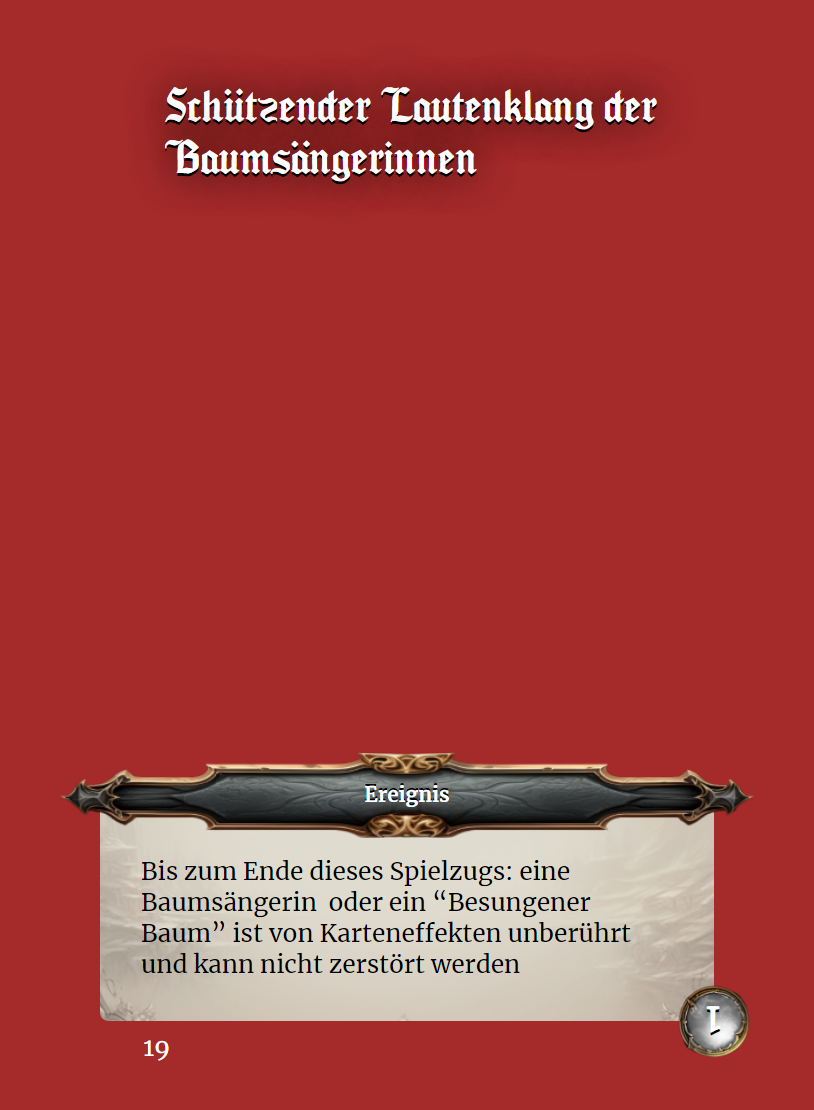 Schützender Lautenklang der
Baumsängerinnen
Ereignis
Bis zum Ende dieses Spielzugs: eine
Baumsängerin  oder ein “Besungener
Baum” ist von Karteneffekten unberührt
und kann nicht zerstört werden
1
19